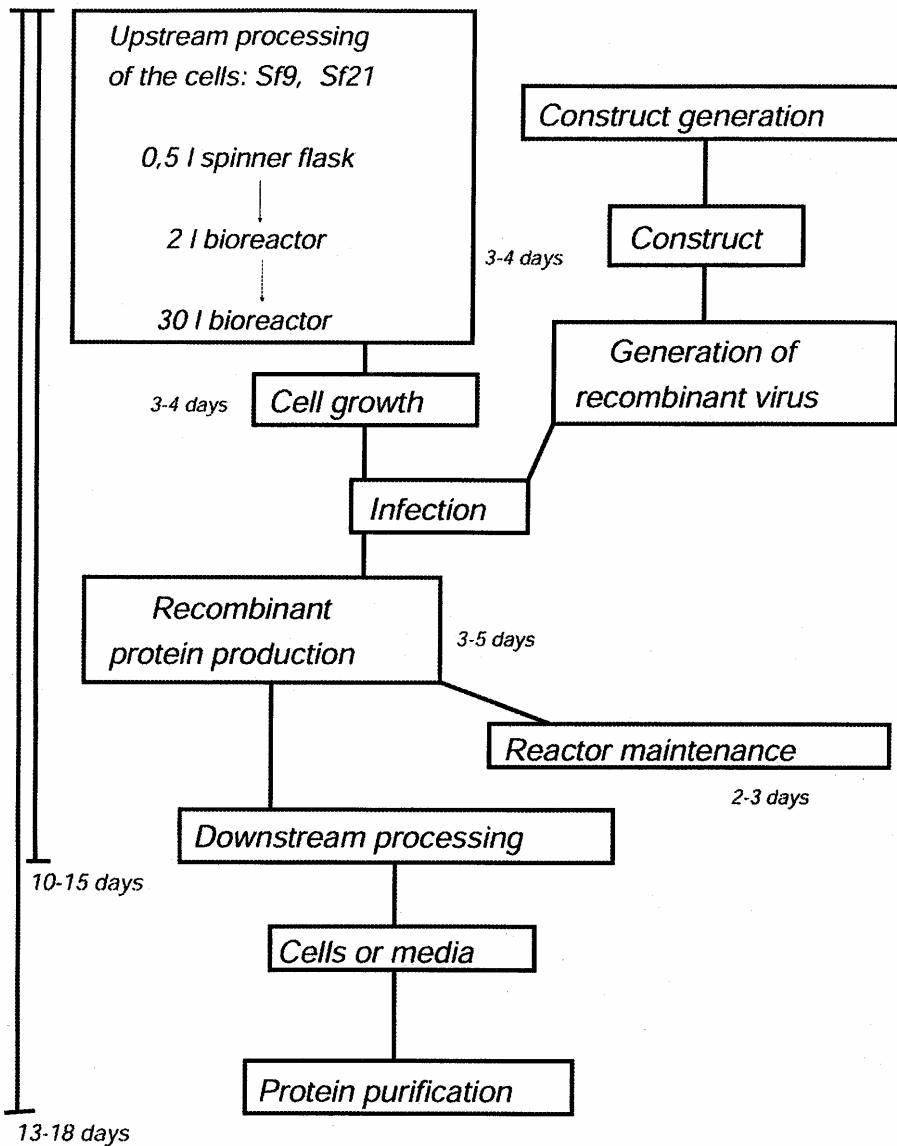 Upstream processing
of the cells: Sf9, Sf21
0,5 l spinner flask
2 l bioreactor
30 l bioreactor
3-4 days
Construct generation
Construct
Generation of
recombinant virus
3-4 days
Cell growth
Infection
Recombinant
protein production
3-5 days
Reactor maintenance
2-3 days
Downstream processing
10-15 days
Cells or media
Protein purification
13-18 days